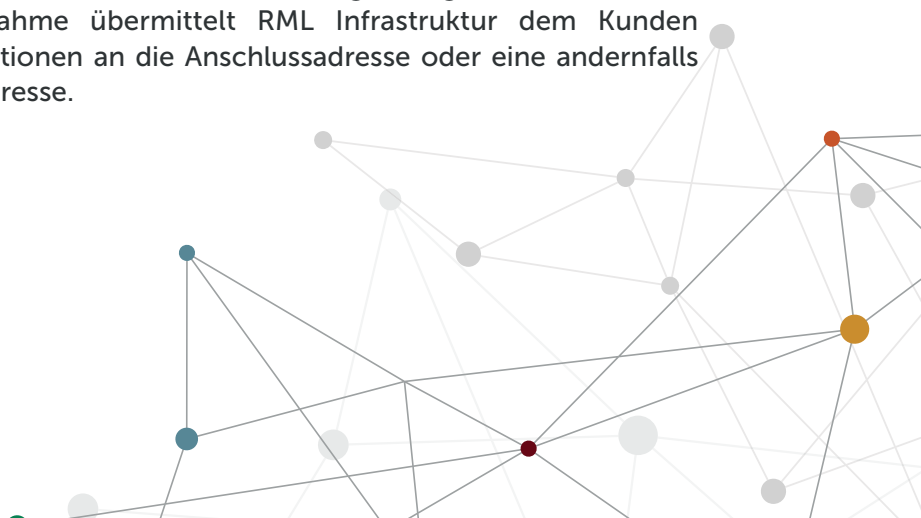 ahme übermittelt RML Infrastruktur dem Kunden
tionen an die Anschlussadresse oder eine andernfalls
resse.